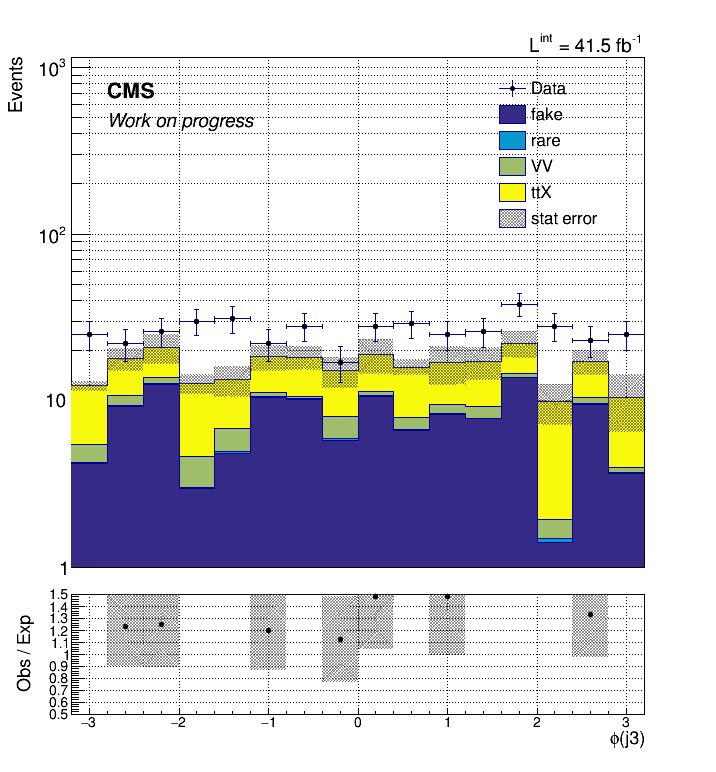 L^int = 41.5 fb^-1
Events
10^3
CMS
Work on progress
Data
fake
rare
VV
ttX
stat error
10^2
10
1
Obs / Exp
1.5
1.4
1.3
1.2
1.1
1
0.9
0.8
0.7
0.6
0.5
−3 −2 −1 0 1 2 3
ϕ(j3)